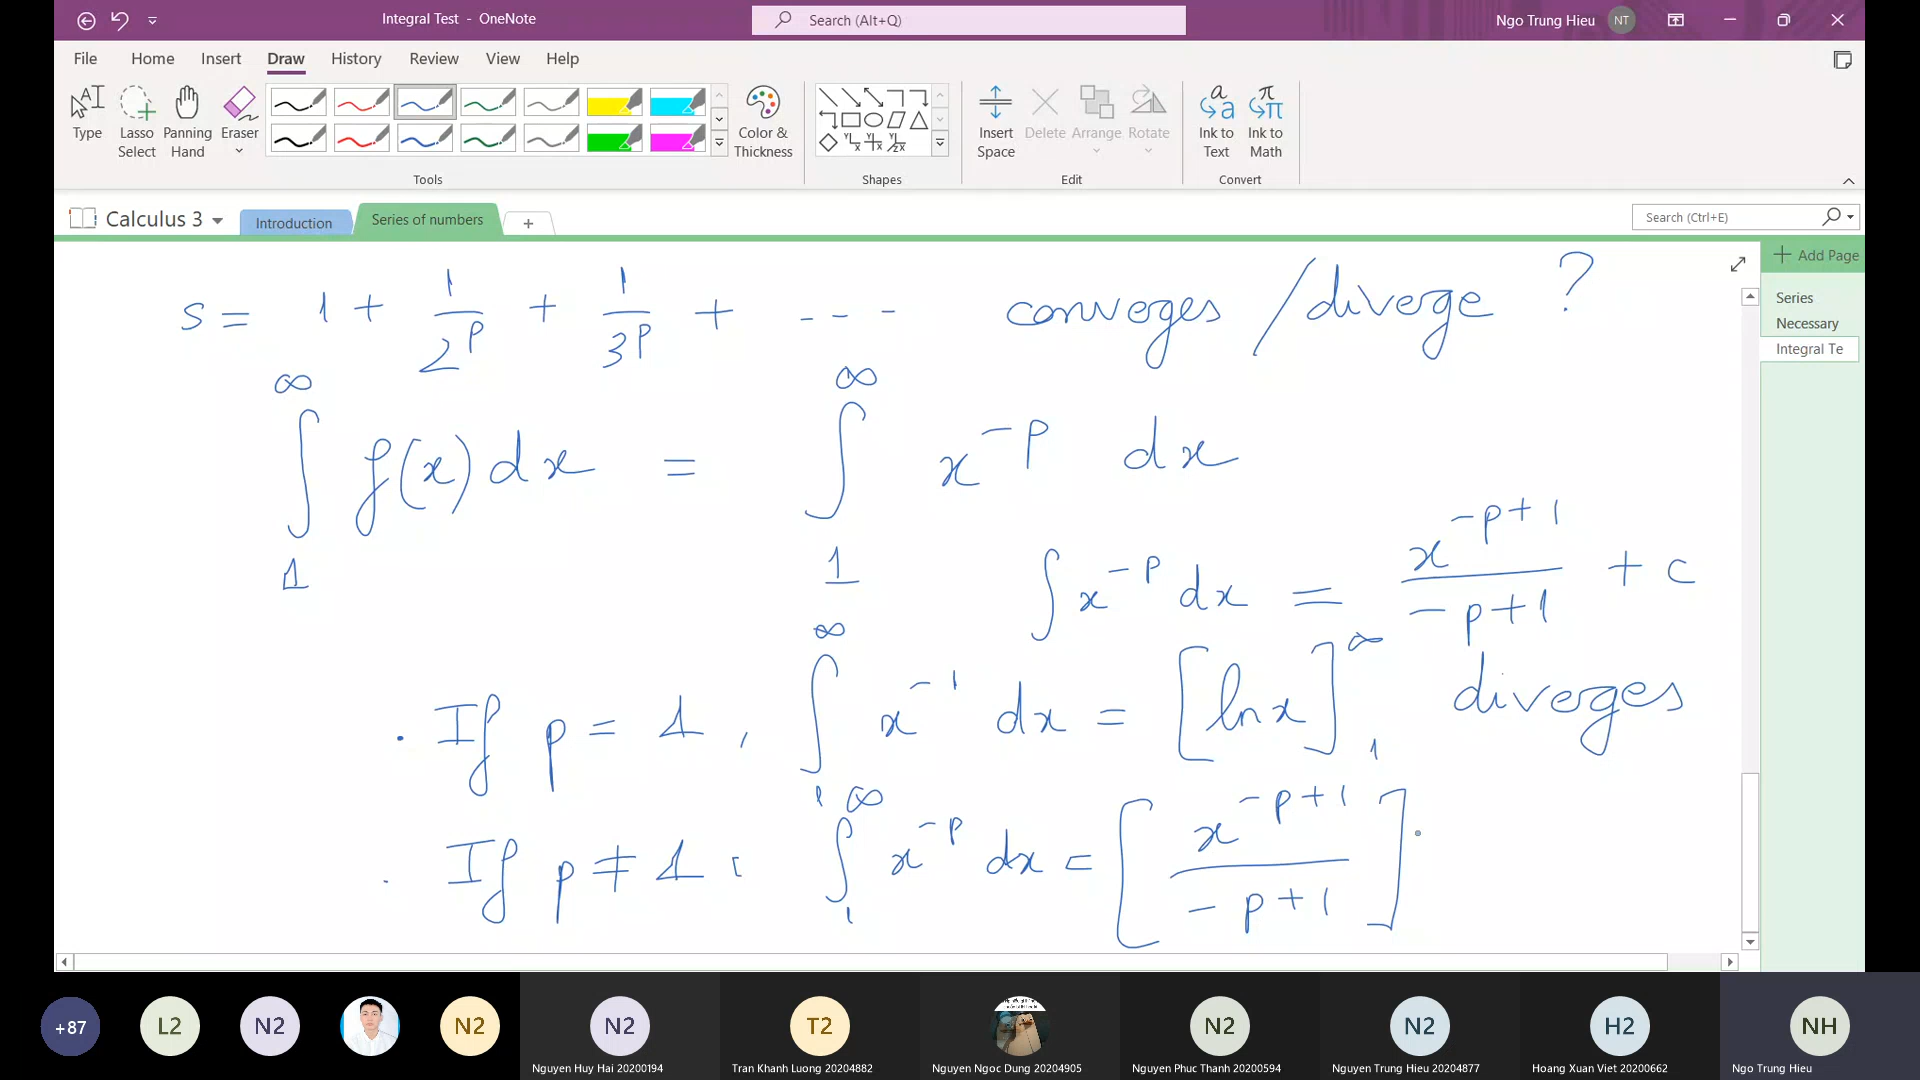 Integral Test - OneNote
Search (Alt+Q)
Ngo Trung Hieu
NT
File Home Insert Draw History Review View Help
Type
Lasso Select
Panning Hand
Eraser
Color & Thickness
Insert Space
Delete
Arrange
Rotate
Ink to Text
Ink to Math
Tools
Shapes
Edit
Convert
Calculus 3
Introduction
Series of numbers
+
Search (Ctrl+E)
Add Page
Series
Necessary
Integral Te
s = 1 + 1/2^p + 1/3^p + --- conveges / diverge ?
∫_1^∞ f(x) dx = ∫_1^∞ x^{-p} dx
∫ x^{-p} dx = x^{-p+1}/(-p+1) + c
. If p = 1, ∫_1^∞ x^{-1} dx = [ln x]_1^∞ diverges
. If p ≠ 1, ∫_1^∞ x^{-p} dx = [x^{-p+1}/(-p+1)]
+87
L2
N2
N2
N2
T2
N2
N2
H2
NH
Nguyen Huy Hai 20200194
Tran Khanh Luong 20204882
Nguyen Ngoc Dung 20204905
Nguyen Phuc Thanh 20200594
Nguyen Trung Hieu 20204877
Hoang Xuan Viet 20200662
Ngo Trung Hieu